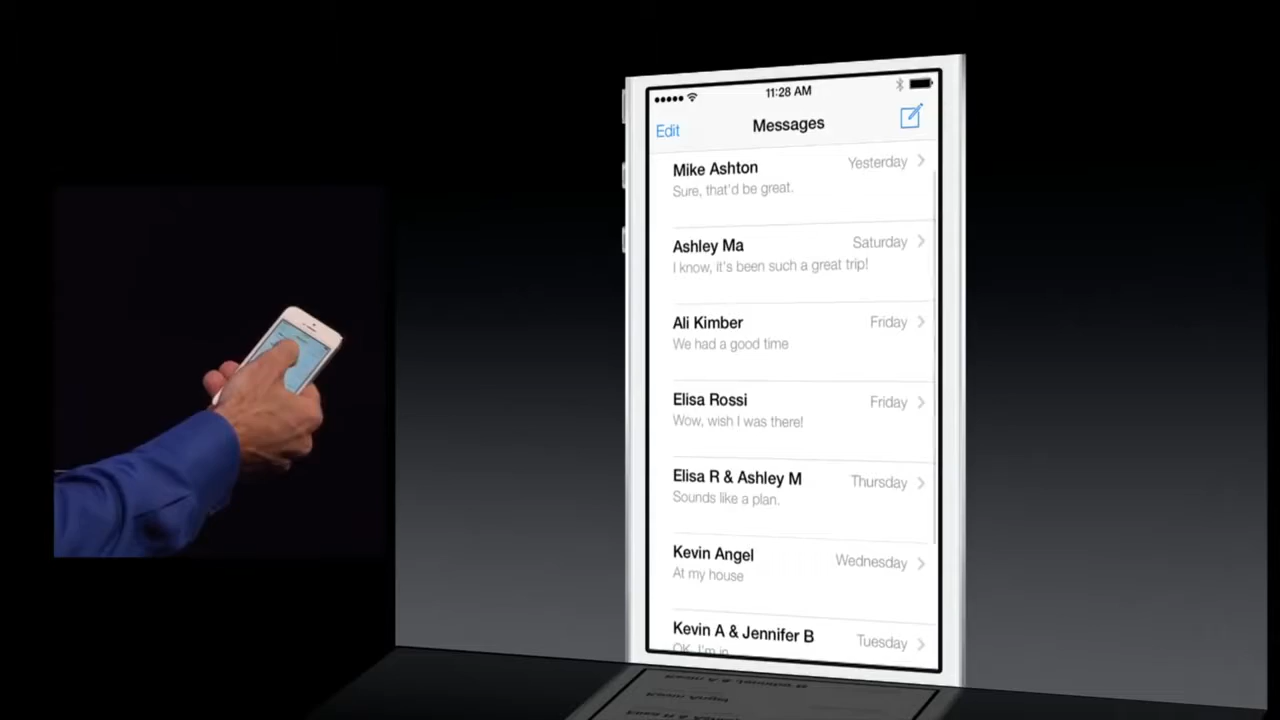 11:28 AM
Edit
Messages
Mike Ashton
Yesterday
Sure, that'd be great.
Ashley Ma
Saturday
I know, it's been such a great trip!
Ali Kimber
Friday
We had a good time
Elisa Rossi
Friday
Wow, wish I was there!
Elisa R & Ashley M
Thursday
Sounds like a plan.
Kevin Angel
Wednesday
At my house
Kevin A & Jennifer B
Tuesday
OK, I'm in